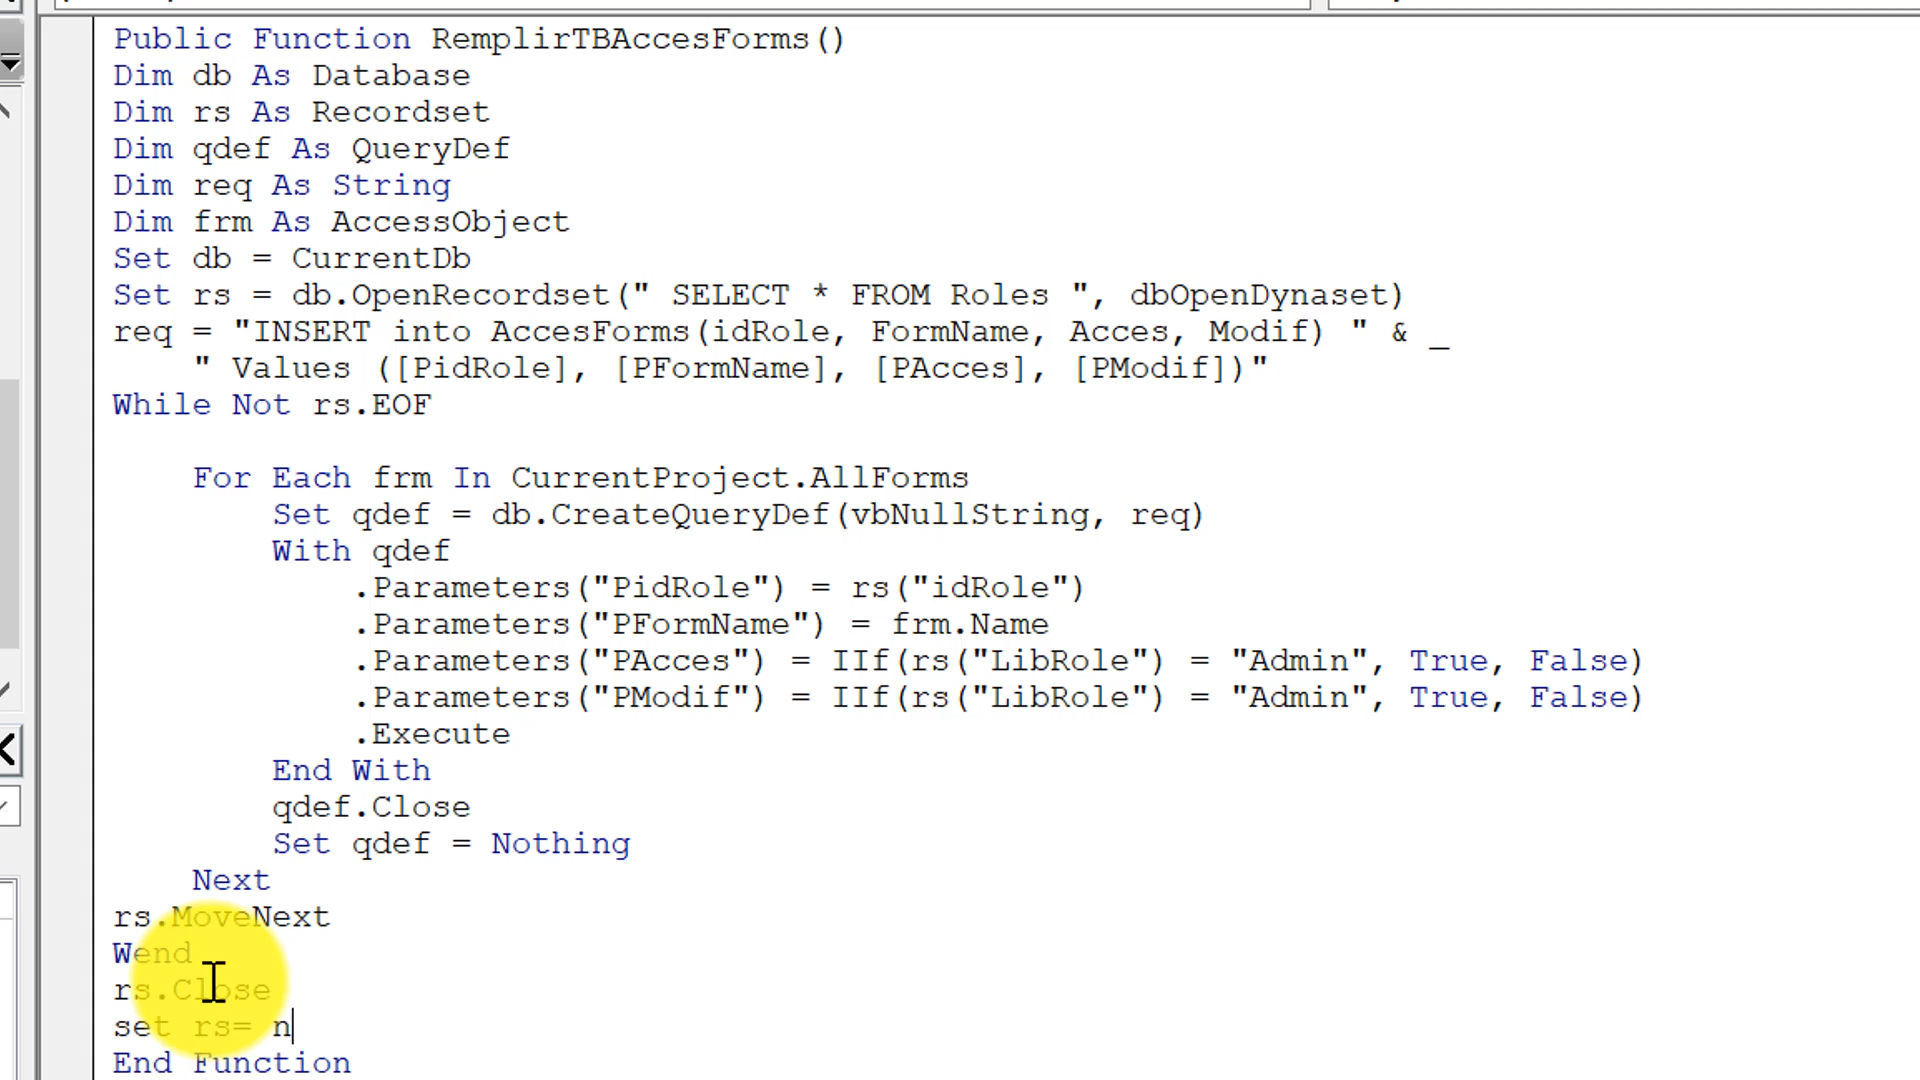 Public Function RemplirTBAccesForms()
Dim db As Database
Dim rs As Recordset
Dim qdef As QueryDef
Dim req As String
Dim frm As AccessObject
Set db = CurrentDb
Set rs = db.OpenRecordset(" SELECT * FROM Roles ", dbOpenDynaset)
req = "INSERT into AccesForms(idRole, FormName, Acces, Modif) " & _
" Values ([PidRole], [PFormName], [PAcces], [PModif])"
While Not rs.EOF
For Each frm In CurrentProject.AllForms
Set qdef = db.CreateQueryDef(vbNullString, req)
With qdef
.Parameters("PidRole") = rs("idRole")
.Parameters("PFormName") = frm.Name
.Parameters("PAcces") = IIf(rs("LibRole") = "Admin", True, False)
.Parameters("PModif") = IIf(rs("LibRole") = "Admin", True, False)
.Execute
End With
qdef.Close
Set qdef = Nothing
Next
rs.MoveNext
Wend
rs.Close
set rs= n
End Function